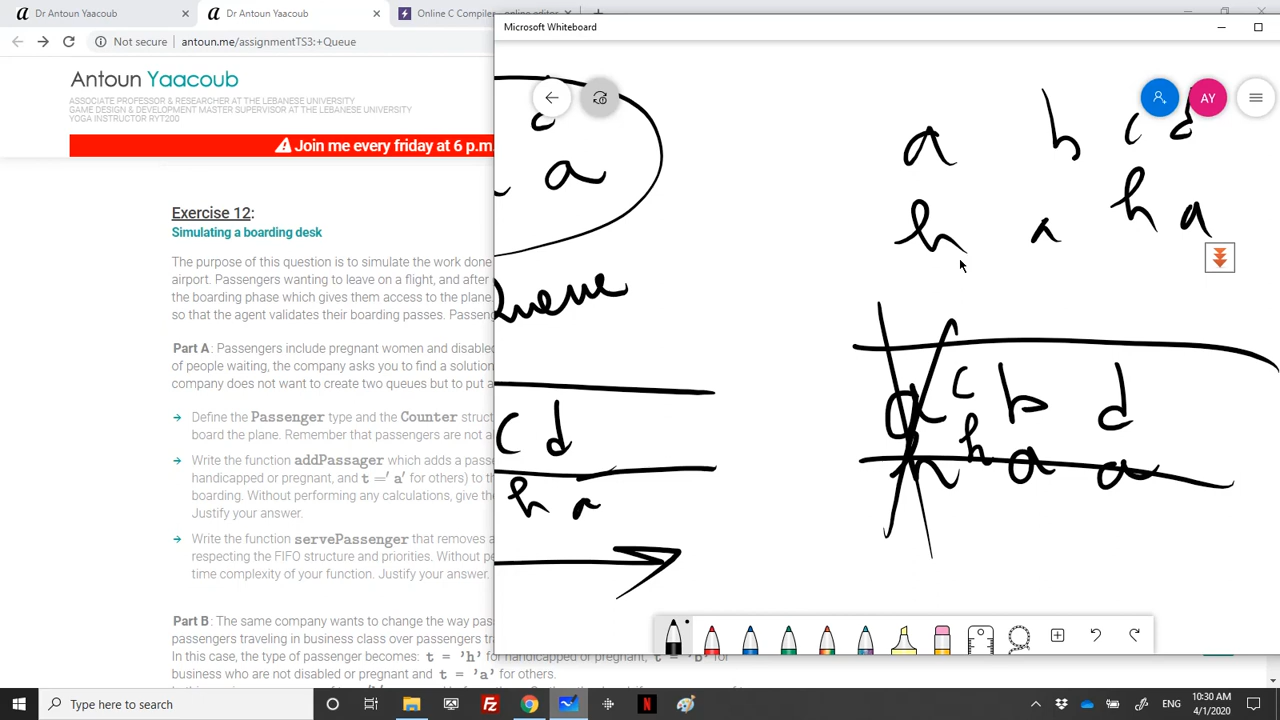 Dr Antoun Yaacoub
Dr Antoun Yaacoub
Online C Compiler - online editor
Microsoft Whiteboard
Not secure | antoun.me/assignmentTS3:+Queue
Antoun Yaacoub
ASSOCIATE PROFESSOR & RESEARCHER AT THE LEBANESE UNIVERSITY
GAME DESIGN & DEVELOPMENT MASTER SUPERVISOR AT THE LEBANESE UNIVERSITY
YOGA INSTRUCTOR RYT200
Join me every friday at 6 p.m.
Exercise 12:
Simulating a boarding desk
The purpose of this question is to simulate the work done
airport. Passengers wanting to leave on a flight, and after
the boarding phase which gives them access to the plane.
so that the agent validates their boarding passes. Passeng
Part A: Passengers include pregnant women and disabled
of people waiting, the company asks you to find a solution
company does not want to create two queues but to put a
→ Define the Passenger type and the Counter struct
board the plane. Remember that passengers are not a
→ Write the function addPassager which adds a passe
handicapped or pregnant, and t =' a' for others) to th
boarding. Without performing any calculations, give the
Justify your answer.
→ Write the function servePassenger that removes a
respecting the FIFO structure and priorities. Without pe
time complexity of your function. Justify your answer.
Part B: The same company wants to change the way pass
passengers traveling in business class over passengers tr
In this case, the type of passenger becomes: t = 'h' for handicapped or pregnant, t = 'b' for
business who are not disabled or pregnant and t = 'a' for others.
AY
a
Queue
c d
h a
a b c d
h a h a
a c b d
h h a a
Type here to search
ENG
10:30 AM
4/1/2020